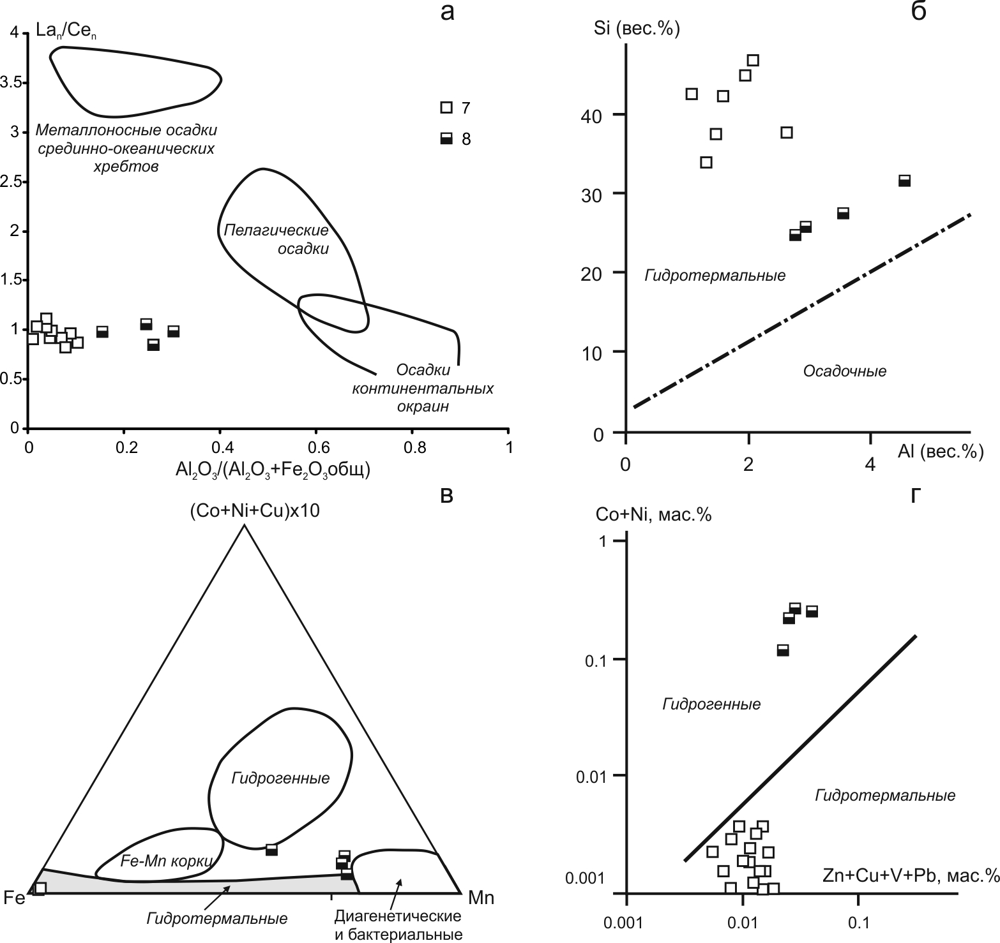 а
Laₙ/Ceₙ
4
3.5
3
2.5
2
1.5
1
0.5
0
Металлоносные осадки
срединно-океанических
хребтов
7
8
Пелагические
осадки
Осадки
континентальных
окраин
0
0.2
0.4
0.6
0.8
1
Al₂O₃/(Al₂O₃+Fe₂O₃общ)
б
Si (вес.%)
40
30
20
10
0
Гидротермальные
Осадочные
Al (вес.%)
0
2
4
в
(Co+Ni+Cu)x10
Гидрогенные
Fe-Mn корки
Fe
Mn
Гидротермальные
Диагенетические
и бактериальные
г
Co+Ni, мас.%
1
0.1
0.01
0.001
Гидрогенные
Гидротермальные
Zn+Cu+V+Pb, мас.%
0.001
0.01
0.1